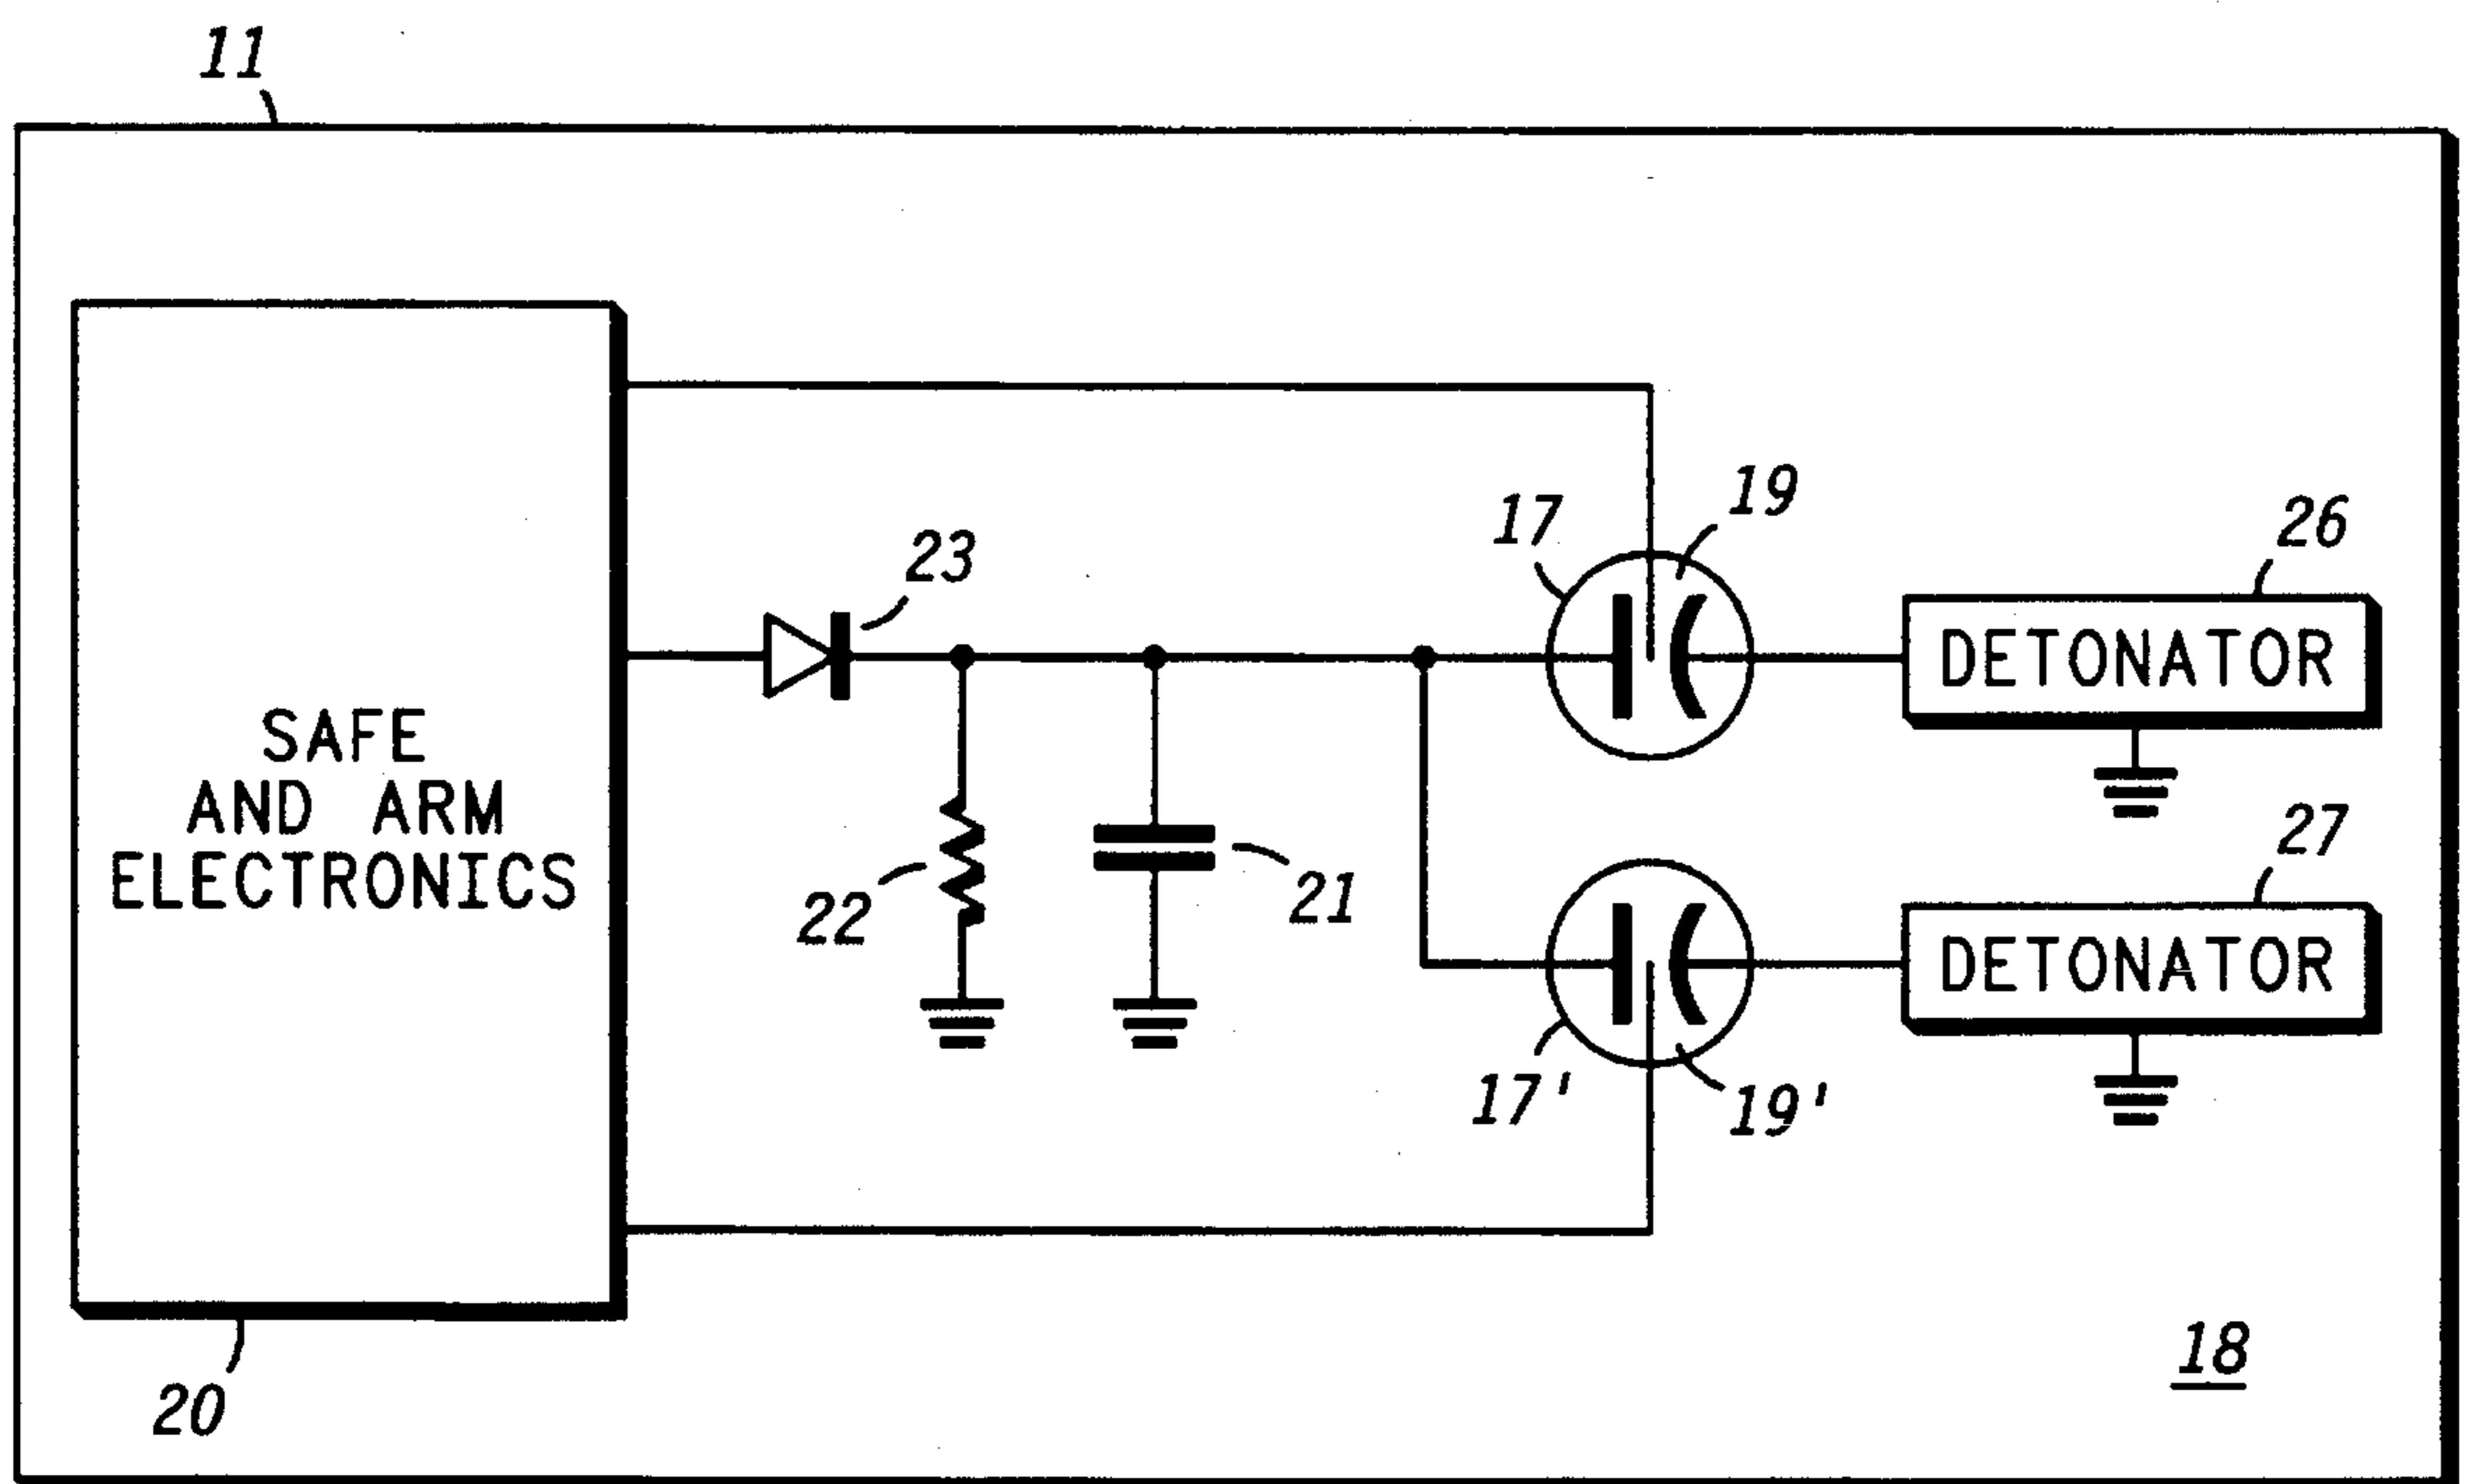 11
23
17
19
26
DETONATOR
SAFE
AND ARM
ELECTRONICS
22
21
27
DETONATOR
17'
19'
18
20